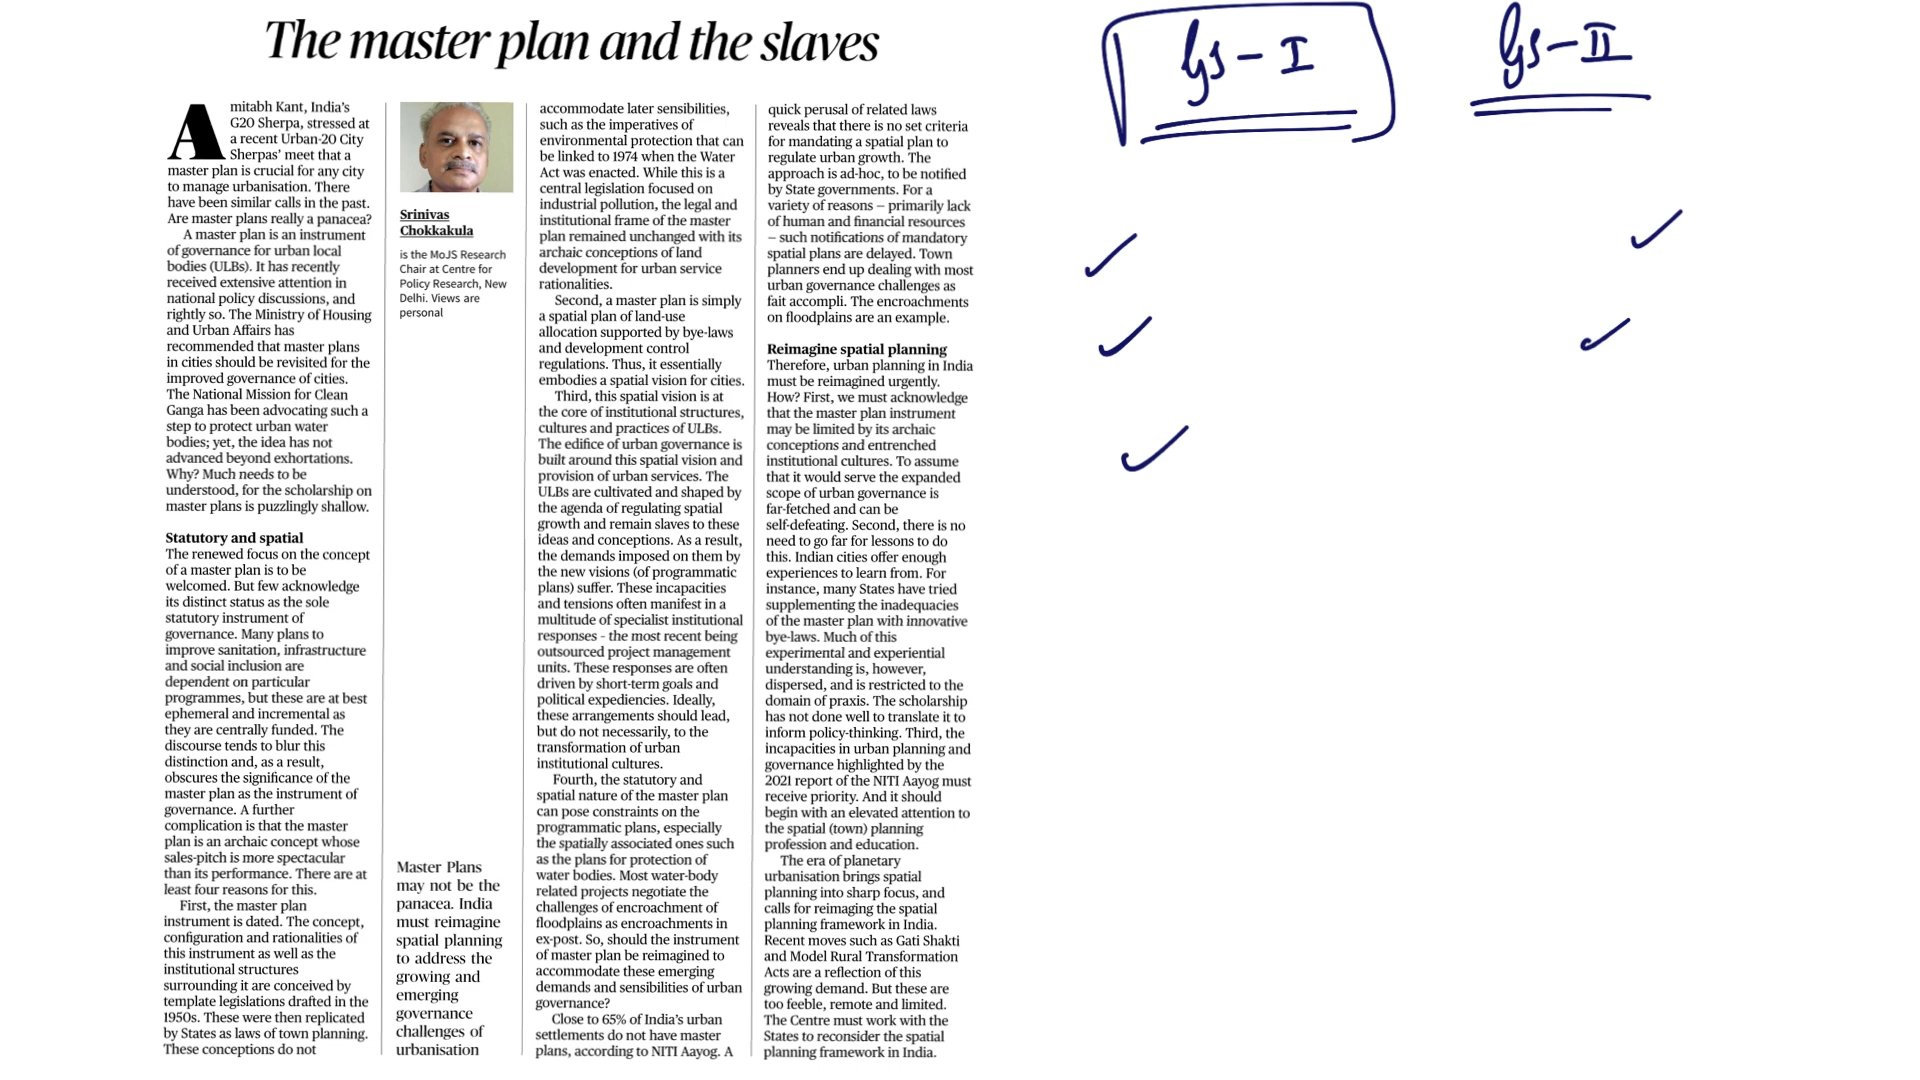 The master plan and the slaves
Amitabh Kant, India's
G20 Sherpa, stressed at
a recent Urban-20 City
Sherpas' meet that a
master plan is crucial for any city
to manage urbanisation. There
have been similar calls in the past.
Are master plans really a panacea?
A master plan is an instrument
of governance for urban local
bodies (ULBs). It has recently
received extensive attention in
national policy discussions, and
rightly so. The Ministry of Housing
and Urban Affairs has
recommended that master plans
in cities should be revisited for the
improved governance of cities.
The National Mission for Clean
Ganga has been advocating such a
step to protect urban water
bodies; yet, the idea has not
advanced beyond exhortations.
Why? Much needs to be
understood, for the scholarship on
master plans is puzzlingly shallow.
Statutory and spatial
The renewed focus on the concept
of a master plan is to be
welcomed. But few acknowledge
its distinct status as the sole
statutory instrument of
governance. Many plans to
improve sanitation, infrastructure
and social inclusion are
dependent on particular
programmes, but these are at best
ephemeral and incremental as
they are centrally funded. The
discourse tends to blur this
distinction and, as a result,
obscures the significance of the
master plan as the instrument of
governance. A further
complication is that the master
plan is an archaic concept whose
sales-pitch is more spectacular
than its performance. There are at
least four reasons for this.
First, the master plan
instrument is dated. The concept,
configuration and rationalities of
this instrument as well as the
institutional structures
surrounding it are conceived by
template legislations drafted in the
1950s. These were then replicated
by States as laws of town planning.
These conceptions do not
Srinivas
Chokkakula
is the MoJS Research
Chair at Centre for
Policy Research, New
Delhi. Views are
personal
Master Plans
may not be the
panacea. India
must reimagine
spatial planning
to address the
growing and
emerging
governance
challenges of
urbanisation
accommodate later sensibilities,
such as the imperatives of
environmental protection that can
be linked to 1974 when the Water
Act was enacted. While this is a
central legislation focused on
industrial pollution, the legal and
institutional frame of the master
plan remained unchanged with its
archaic conceptions of land
development for urban service
rationalities.
Second, a master plan is simply
a spatial plan of land-use
allocation supported by bye-laws
and development control
regulations. Thus, it essentially
embodies a spatial vision for cities.
Third, this spatial vision is at
the core of institutional structures,
cultures and practices of ULBs.
The edifice of urban governance is
built around this spatial vision and
provision of urban services. The
ULBs are cultivated and shaped by
the agenda of regulating spatial
growth and remain slaves to these
ideas and conceptions. As a result,
the demands imposed on them by
the new visions (of programmatic
plans) suffer. These incapacities
and tensions often manifest in a
multitude of specialist institutional
responses – the most recent being
outsourced project management
units. These responses are often
driven by short-term goals and
political expediencies. Ideally,
these arrangements should lead,
but do not necessarily, to the
transformation of urban
institutional cultures.
Fourth, the statutory and
spatial nature of the master plan
can pose constraints on the
programmatic plans, especially
the spatially associated ones such
as the plans for protection of
water bodies. Most water-body
related projects negotiate the
challenges of encroachment of
floodplains as encroachments in
ex-post. So, should the instrument
of master plan be reimagined to
accommodate these emerging
demands and sensibilities of urban
governance?
Close to 65% of India's urban
settlements do not have master
plans, according to NITI Aayog. A
quick perusal of related laws
reveals that there is no set criteria
for mandating a spatial plan to
regulate urban growth. The
approach is ad-hoc, to be notified
by State governments. For a
variety of reasons — primarily lack
of human and financial resources
— such notifications of mandatory
spatial plans are delayed. Town
planners end up dealing with most
urban governance challenges as
fait accompli. The encroachments
on floodplains are an example.
Reimagine spatial planning
Therefore, urban planning in India
must be reimagined urgently.
How? First, we must acknowledge
that the master plan instrument
may be limited by its archaic
conceptions and entrenched
institutional cultures. To assume
that it would serve the expanded
scope of urban governance is
far-fetched and can be
self-defeating. Second, there is no
need to go far for lessons to do
this. Indian cities offer enough
experiences to learn from. For
instance, many States have tried
supplementing the inadequacies
of the master plan with innovative
bye-laws. Much of this
experimental and experiential
understanding is, however,
dispersed, and is restricted to the
domain of praxis. The scholarship
has not done well to translate it to
inform policy-thinking. Third, the
incapacities in urban planning and
governance highlighted by the
2021 report of the NITI Aayog must
receive priority. And it should
begin with an elevated attention to
the spatial (town) planning
profession and education.
The era of planetary
urbanisation brings spatial
planning into sharp focus, and
calls for reimaging the spatial
planning framework in India.
Recent moves such as Gati Shakti
and Model Rural Transformation
Acts are a reflection of this
growing demand. But these are
too feeble, remote and limited.
The Centre must work with the
States to reconsider the spatial
planning framework in India.
GS - I
GS - II